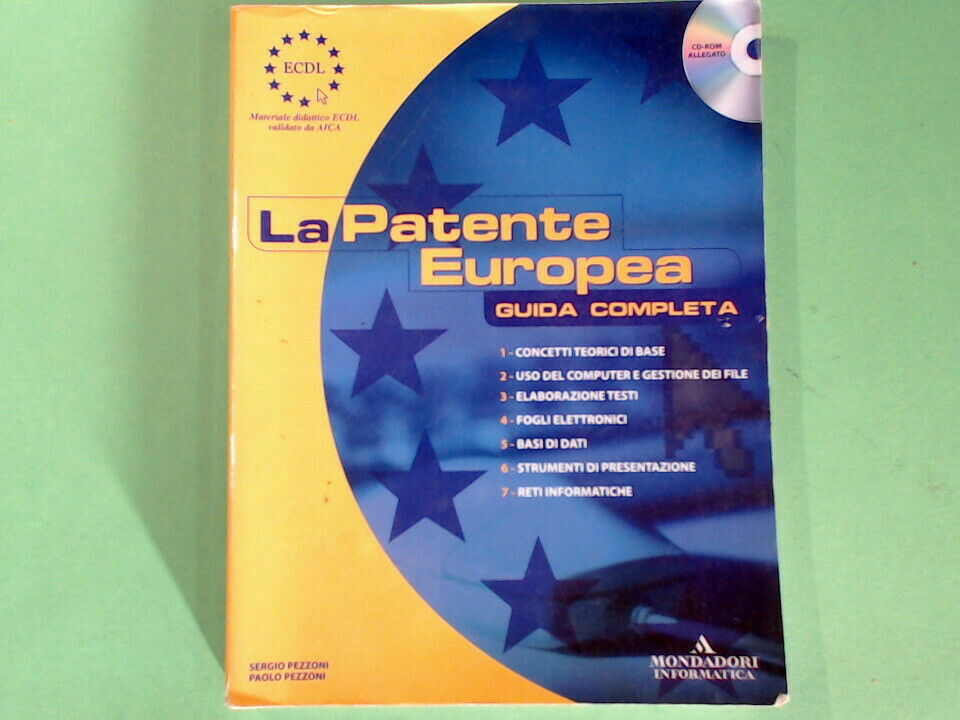 ECDL
Materiale didattico ECDL
validato da AICA
CD-ROM
ALLEGATO
La Patente
Europea
GUIDA COMPLETA
1 - CONCETTI TEORICI DI BASE
2 - USO DEL COMPUTER E GESTIONE DEI FILE
3 - ELABORAZIONE TESTI
4 - FOGLI ELETTRONICI
5 - BASI DI DATI
6 - STRUMENTI DI PRESENTAZIONE
7 - RETI INFORMATICHE
SERGIO PEZZONI
PAOLO PEZZONI
MONDADORI
INFORMATICA